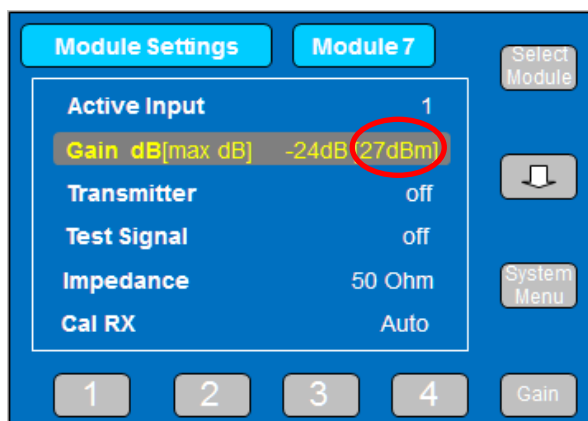 Module Settings Module 7
Select
Module
Active Input 1
Gain dB[max dB] -24dB [27dBm]
Transmitter off
Test Signal off
Impedance 50 Ohm
System
Menu
Cal RX Auto
1 2 3 4 Gain